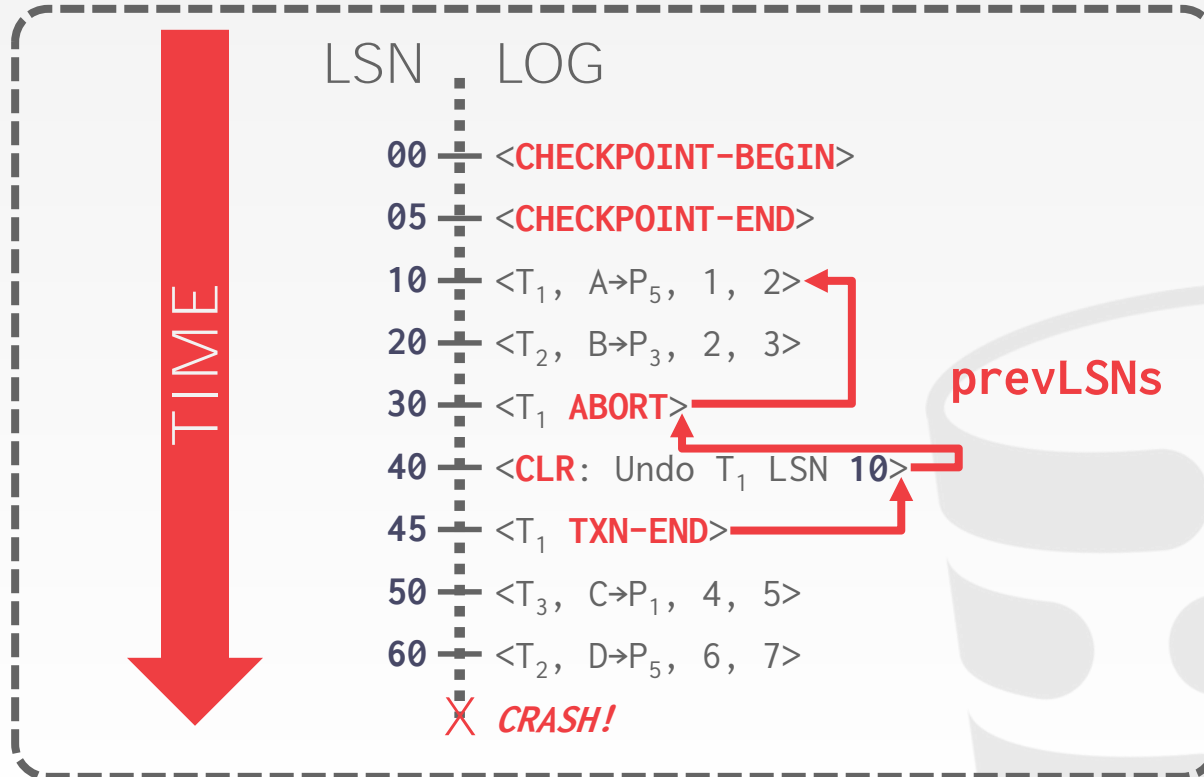 TIME
LSN LOG
00 <CHECKPOINT-BEGIN>
05 <CHECKPOINT-END>
10 <T₁, A→P₅, 1, 2>
20 <T₂, B→P₃, 2, 3>
prevLSNs
30 <T₁ ABORT>
40 <CLR: Undo T₁ LSN 10>
45 <T₁ TXN-END>
50 <T₃, C→P₁, 4, 5>
60 <T₂, D→P₅, 6, 7>
X CRASH!